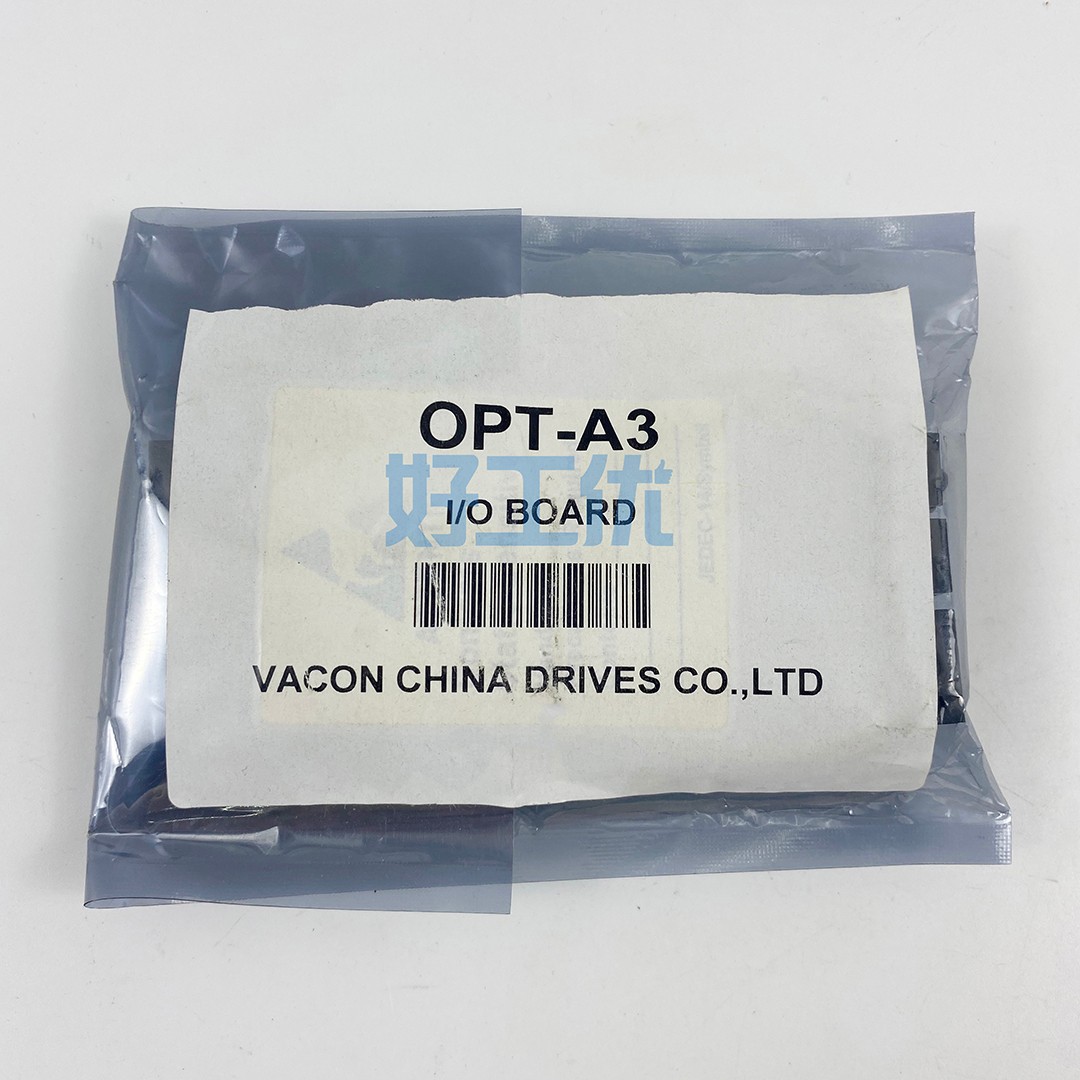 OPT-A3
好工优
I/O BOARD
VACON CHINA DRIVES CO.,LTD